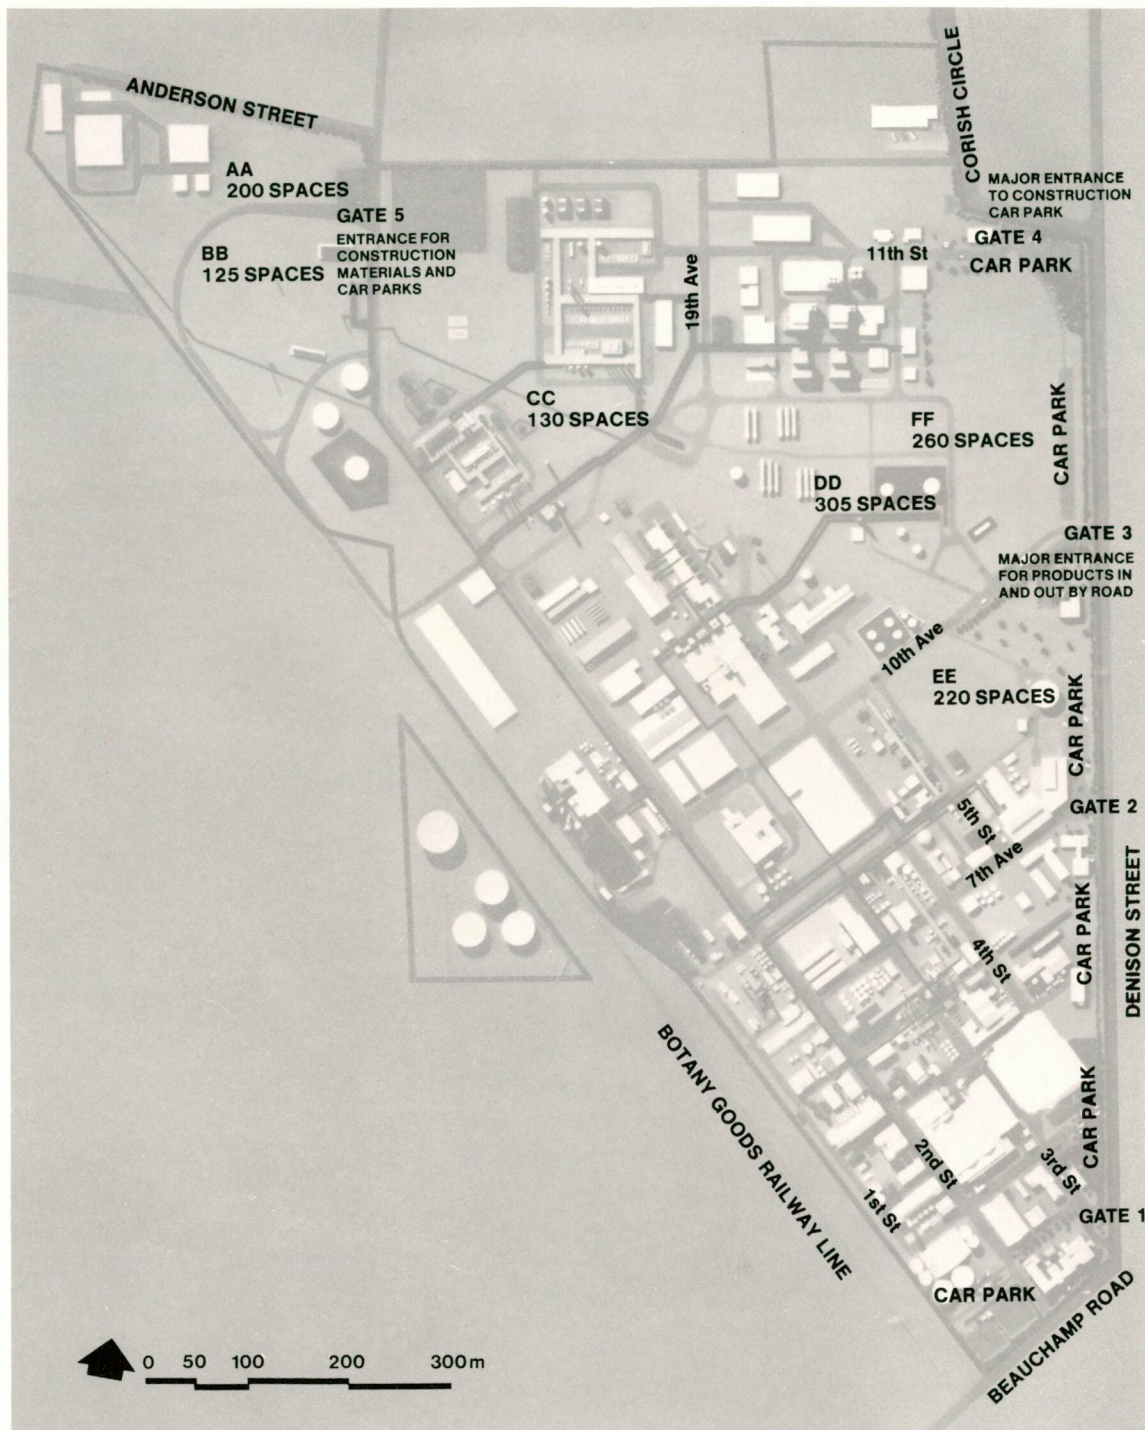 ANDERSON STREET
CORISH CIRCLE
AA
200 SPACES
MAJOR ENTRANCE
TO CONSTRUCTION
CAR PARK
GATE 5
ENTRANCE FOR
CONSTRUCTION
MATERIALS AND
CAR PARKS
BB
125 SPACES
GATE 4
CAR PARK
11th St
19th Ave
CC
130 SPACES
FF
260 SPACES
CAR PARK
DD
305 SPACES
GATE 3
MAJOR ENTRANCE
FOR PRODUCTS IN
AND OUT BY ROAD
10th Ave
EE
220 SPACES
CAR PARK
GATE 2
5th St
7th Ave
DENISON STREET
CAR PARK
4th St
BOTANY GOODS RAILWAY LINE
CAR PARK
2nd St
3rd St
1st St
GATE 1
CAR PARK
BEAUCHAMP ROAD
0 50 100 200 300m